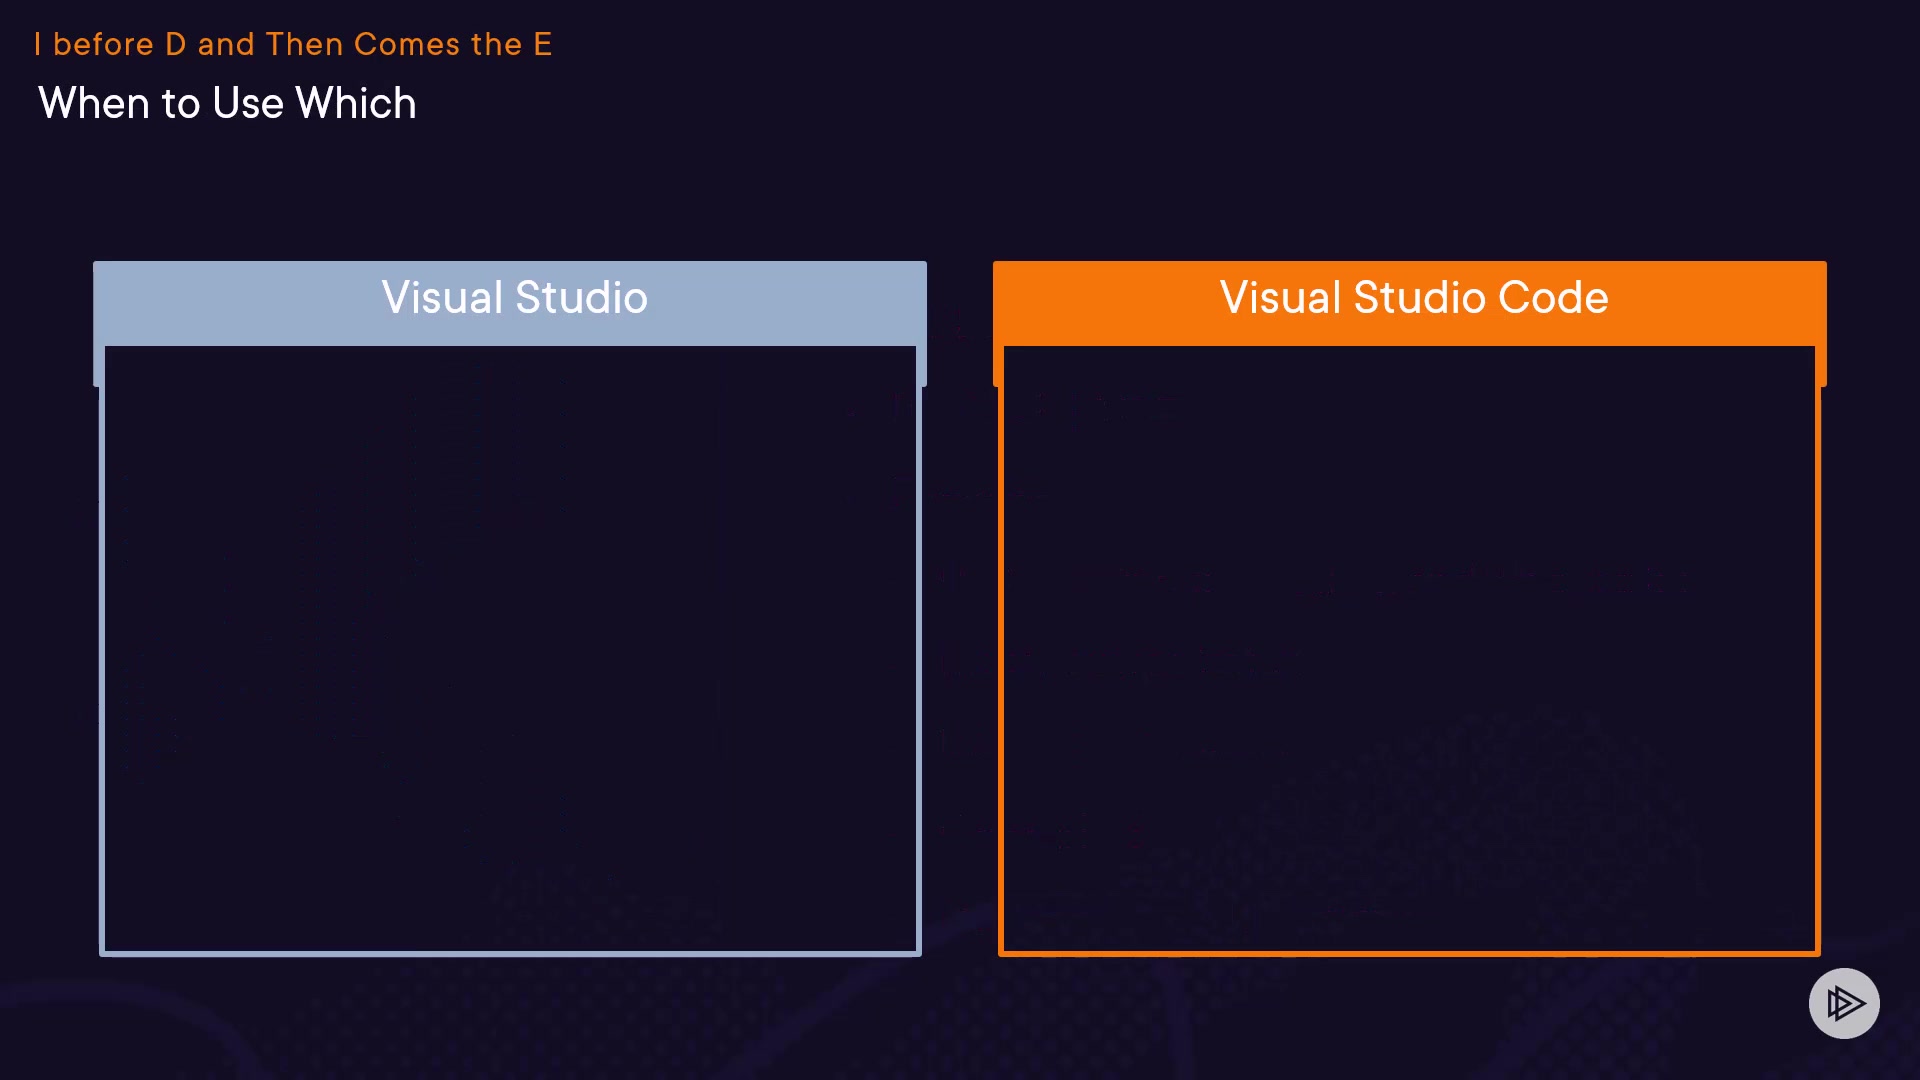 I before D and Then Comes the E
When to Use Which
Visual Studio
Visual Studio Code